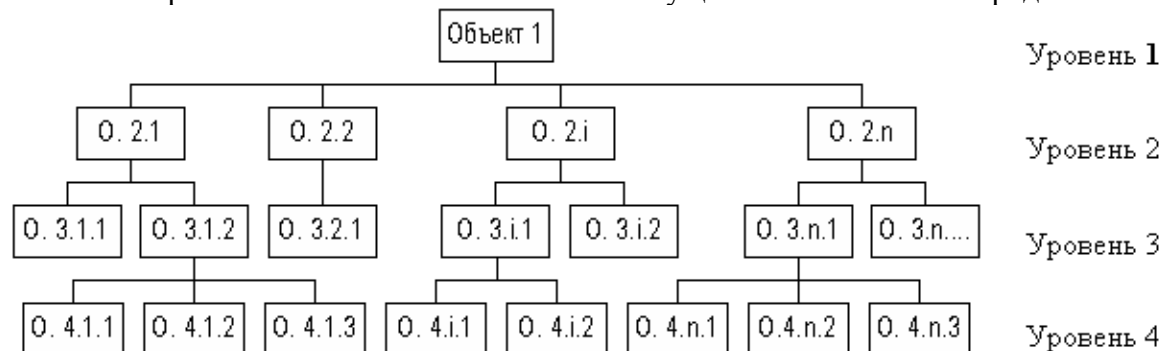 Объект 1
Уровень 1
О. 2.1 О. 2.2 О. 2.i О. 2.n
Уровень 2
О. 3.1.1 О. 3.1.2 О. 3.2.1 О. 3.i.1 О. 3.i.2 О. 3.n.1 О. 3.n....
Уровень 3
О. 4.1.1 О. 4.1.2 О. 4.1.3 О. 4.i.1 О. 4.i.2 О. 4.n.1 О.4.n.2 О. 4.n.3
Уровень 4